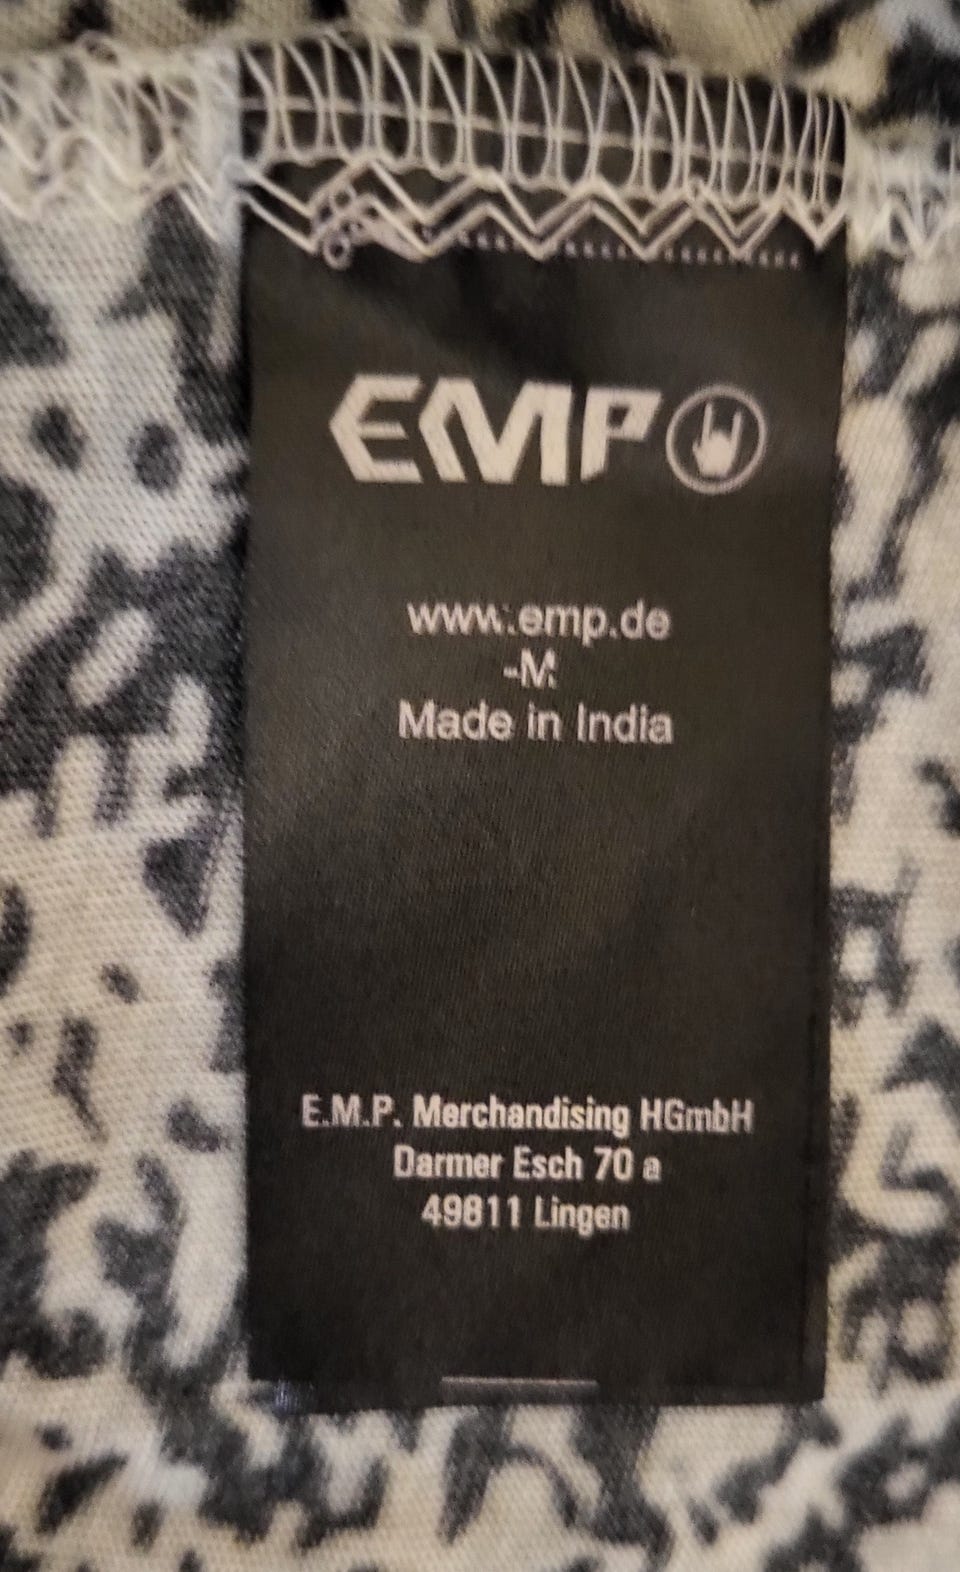 EMP
www.emp.de
-M
Made in India
E.M.P. Merchandising HGmbH
Darmer Esch 70 a
49811 Lingen